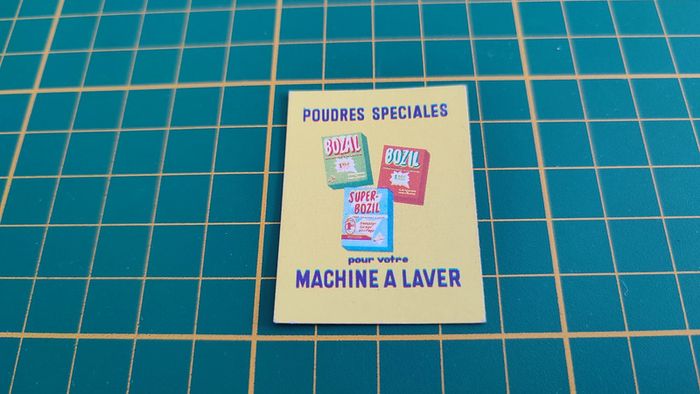 POUDRES SPECIALES
BOZAL
BOZIL
SUPER-
BOZIL
pour votre
MACHINE A LAVER